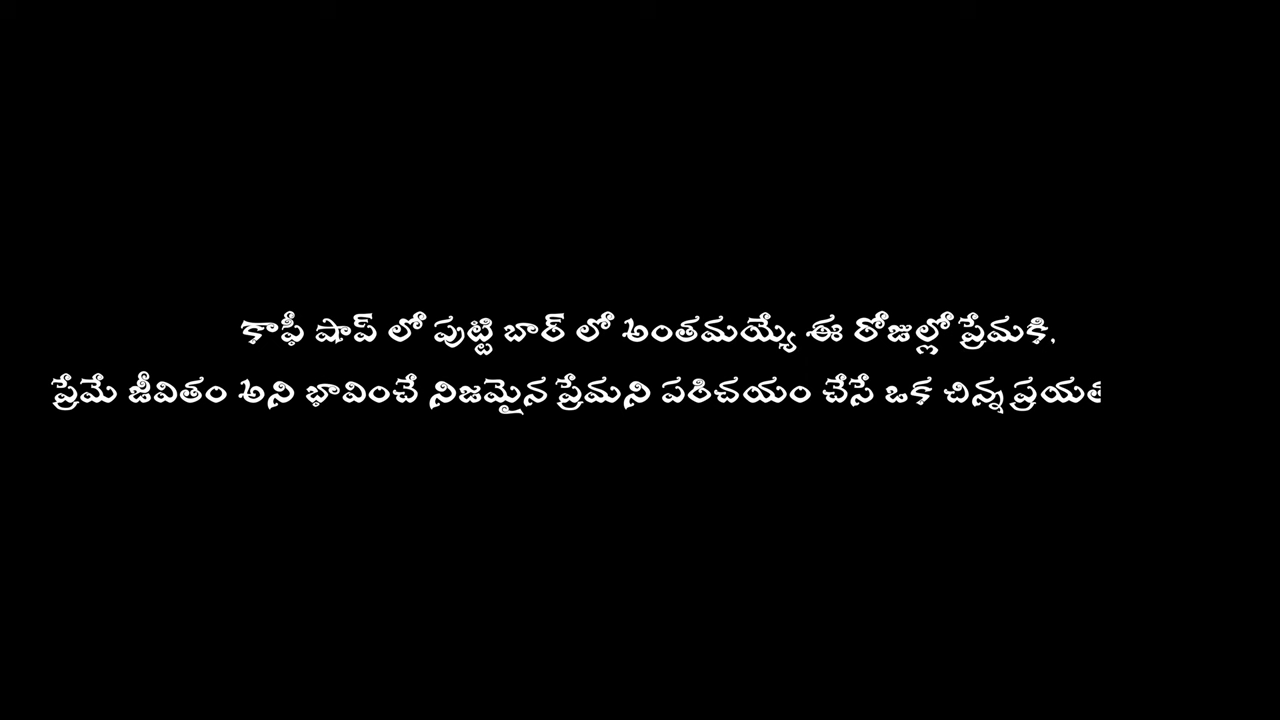 కాఫీ షాప్ లో పుట్టి బార్ లో అంతమయ్యే ఈ రోజుల్లో ప్రేమకి,
ప్రేమే జీవితం అని భావించే నిజమైన ప్రేమని పరిచయం చేసే ఒక చిన్న